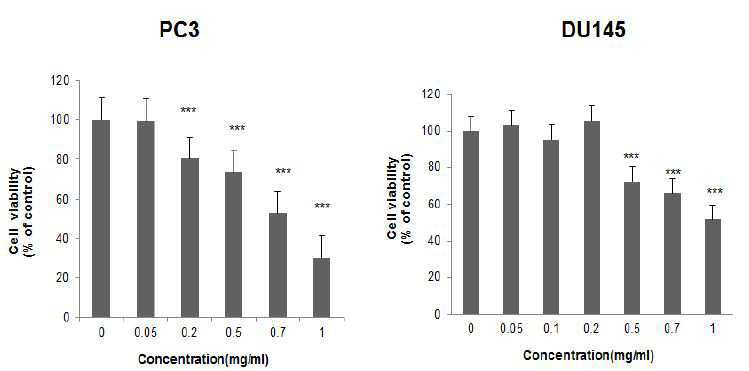 PC3
120
100
80
60
40
20
0
Cell viability
(% of control)
***
***
***
***
0 0.05 0.2 0.5 0.7 1
Concentration(mg/ml)
DU145
120
100
80
60
40
20
0
Cell viability
(% of control)
***
***
***
0 0.05 0.1 0.2 0.5 0.7 1
Concentration(mg/ml)